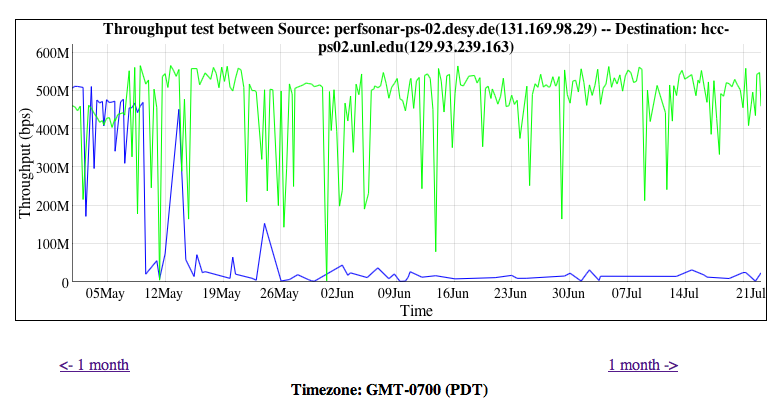 Throughput test between Source: perfsonar-ps-02.desy.de(131.169.98.29) -- Destination: hcc-
ps02.unl.edu(129.93.239.163)
600M
500M
400M
300M
200M
100M
0
Throughput (bps)
05May 12May 19May 26May 02Jun 09Jun 16Jun 23Jun 30Jun 07Jul 14Jul 21Jul
Time
<- 1 month 1 month ->
Timezone: GMT-0700 (PDT)